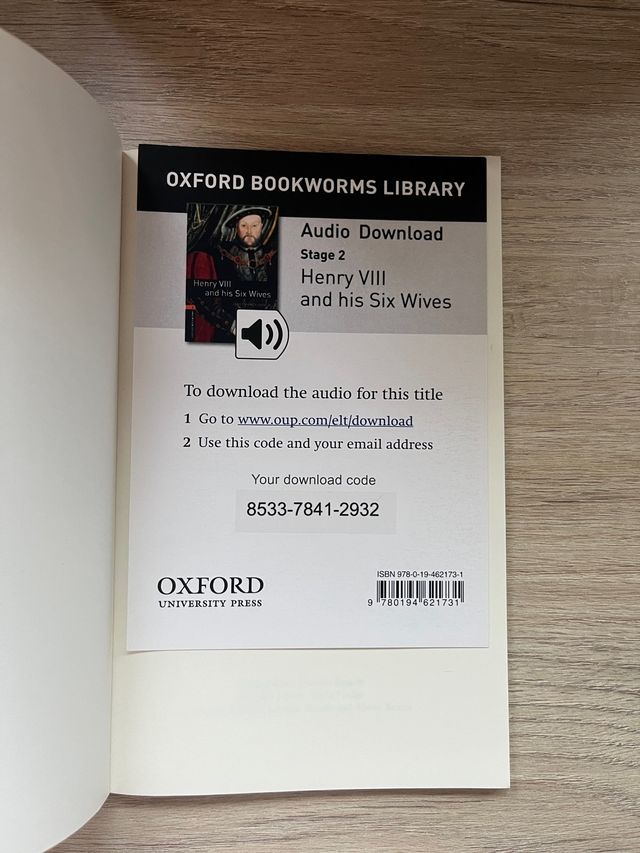 OXFORD BOOKWORMS LIBRARY
Audio Download
Stage 2
Henry VIII
and his Six Wives
Henry VIII
and his Six Wives
To download the audio for this title
1 Go to www.oup.com/elt/download
2 Use this code and your email address
Your download code
8533-7841-2932
OXFORD
UNIVERSITY PRESS
ISBN 978-0-19-462173-1
9 780194 621731